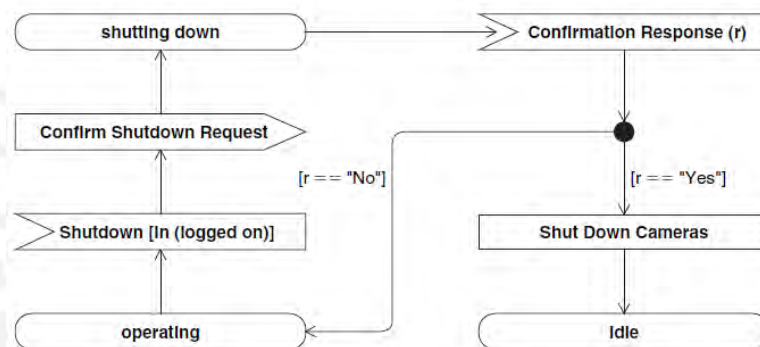 shutting down
Confirmation Response (r)
Confirm Shutdown Request
[r == "No"]
[r == "Yes"]
Shutdown [In (logged on)]
Shut Down Cameras
operating
Idle